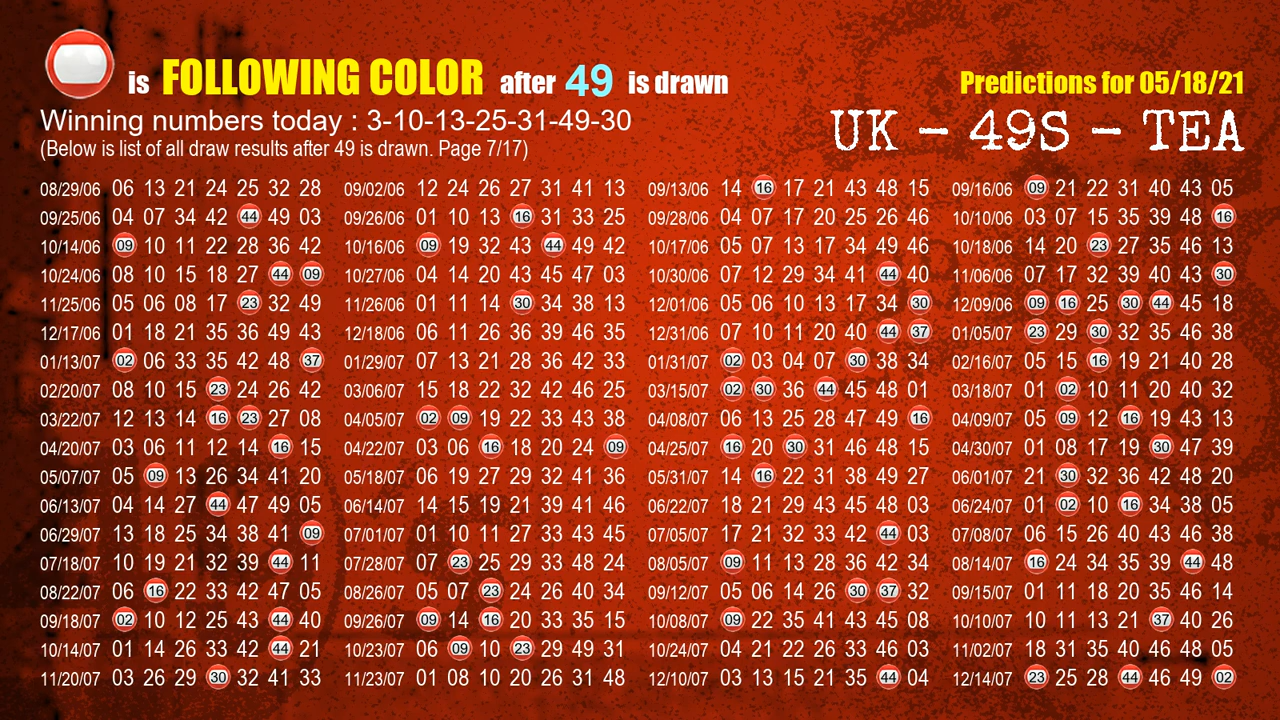 is FOLLOWING COLOR after 49 is drawn
Predictions for 05/18/21
Winning numbers today : 3-10-13-25-31-49-30
UK - 49S - TEA
(Below is list of all draw results after 49 is drawn. Page 7/17)
08/29/06 06 13 21 24 25 32 28 09/02/06 12 24 26 27 31 41 13 09/13/06 14 16 17 21 43 48 15 09/16/06 09 21 22 31 40 43 05
09/25/06 04 07 34 42 44 49 03 09/26/06 01 10 13 16 31 33 25 09/28/06 04 07 17 20 25 26 46 10/10/06 03 07 15 35 39 48 16
10/14/06 09 10 11 22 28 36 42 10/16/06 09 19 32 43 44 49 42 10/17/06 05 07 13 17 34 49 46 10/18/06 14 20 23 27 35 46 13
10/24/06 08 10 15 18 27 44 09 10/27/06 04 14 20 43 45 47 03 10/30/06 07 12 29 34 41 44 40 11/06/06 07 17 32 39 40 43 30
11/25/06 05 06 08 17 23 32 49 11/26/06 01 11 14 30 34 38 13 12/01/06 05 06 10 13 17 34 30 12/09/06 09 16 25 30 44 45 18
12/17/06 01 18 21 35 36 49 43 12/18/06 06 11 26 36 39 46 35 12/31/06 07 10 11 20 40 44 37 01/05/07 23 29 30 32 35 46 38
01/13/07 02 06 33 35 42 48 37 01/29/07 07 13 21 28 36 42 33 01/31/07 02 03 04 07 30 38 34 02/16/07 05 15 16 19 21 40 28
02/20/07 08 10 15 23 24 26 42 03/06/07 15 18 22 32 42 46 25 03/15/07 02 30 36 44 45 48 01 03/18/07 01 02 10 11 20 40 32
03/22/07 12 13 14 16 23 27 08 04/05/07 02 09 19 22 33 43 38 04/08/07 06 13 25 28 47 49 16 04/09/07 05 09 12 16 19 43 13
04/20/07 03 06 11 12 14 16 15 04/22/07 03 06 16 18 20 24 09 04/25/07 16 20 30 31 46 48 15 04/30/07 01 08 17 19 30 47 39
05/07/07 05 09 13 26 34 41 20 05/18/07 06 19 27 29 32 41 36 05/31/07 14 16 22 31 38 49 27 06/01/07 21 30 32 36 42 48 20
06/13/07 04 14 27 44 47 49 05 06/14/07 14 15 19 21 39 41 46 06/22/07 18 21 29 43 45 48 03 06/24/07 01 02 10 16 34 38 05
06/29/07 13 18 25 34 38 41 09 07/01/07 01 10 11 27 33 43 45 07/05/07 17 21 32 33 42 44 03 07/08/07 06 15 26 40 43 46 38
07/18/07 10 19 21 32 39 44 11 07/28/07 07 23 25 29 33 48 24 08/05/07 09 11 13 28 36 42 34 08/14/07 16 24 34 35 39 44 48
08/22/07 06 16 22 33 42 47 05 08/26/07 05 07 23 24 26 40 34 09/12/07 05 06 14 26 30 37 32 09/15/07 01 11 18 20 35 46 14
09/18/07 02 10 12 25 43 44 40 09/26/07 09 14 16 20 33 35 15 10/08/07 09 22 35 41 43 45 08 10/10/07 10 11 13 21 37 40 26
10/14/07 01 14 26 33 42 44 21 10/23/07 06 09 10 23 29 49 31 10/24/07 04 21 22 26 33 46 03 11/02/07 18 31 35 40 46 48 05
11/20/07 03 26 29 30 32 41 33 11/23/07 01 08 10 20 26 31 48 12/10/07 03 13 15 21 35 44 04 12/14/07 23 25 28 44 46 49 02